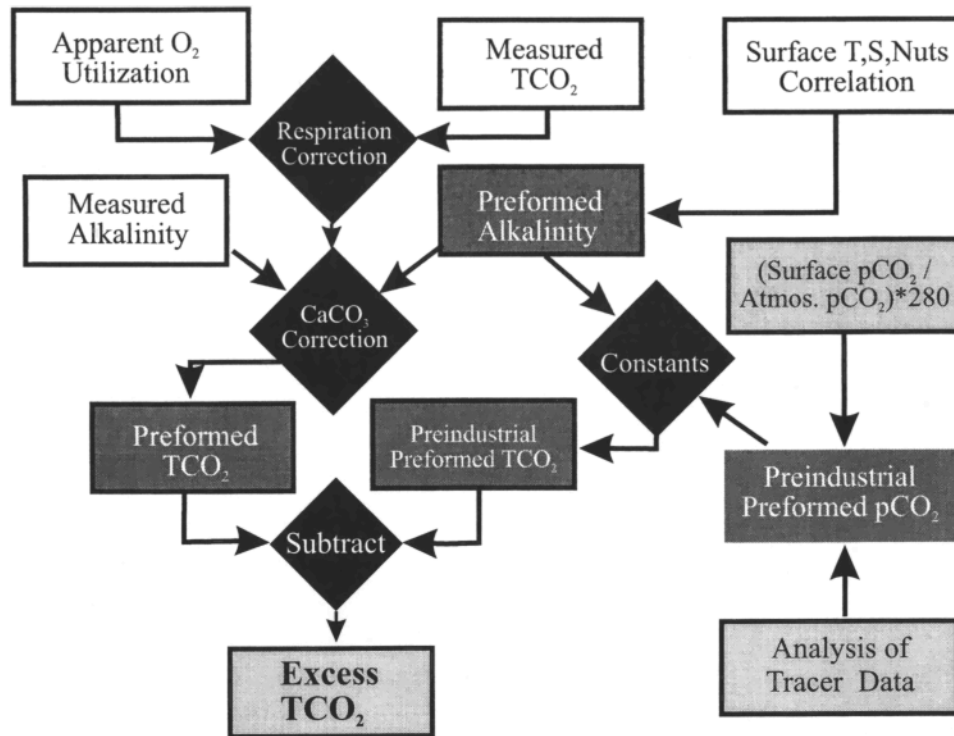 Apparent O₂
Utilization
Measured
TCO₂
Surface T,S,Nuts
Correlation
Respiration
Correction
Measured
Alkalinity
Preformed
Alkalinity
(Surface pCO₂ /
Atmos. pCO₂)*280
CaCO₃
Correction
Constants
Preformed
TCO₂
Preindustrial
Preformed TCO₂
Preindustrial
Preformed pCO₂
Subtract
Excess
TCO₂
Analysis of
Tracer Data